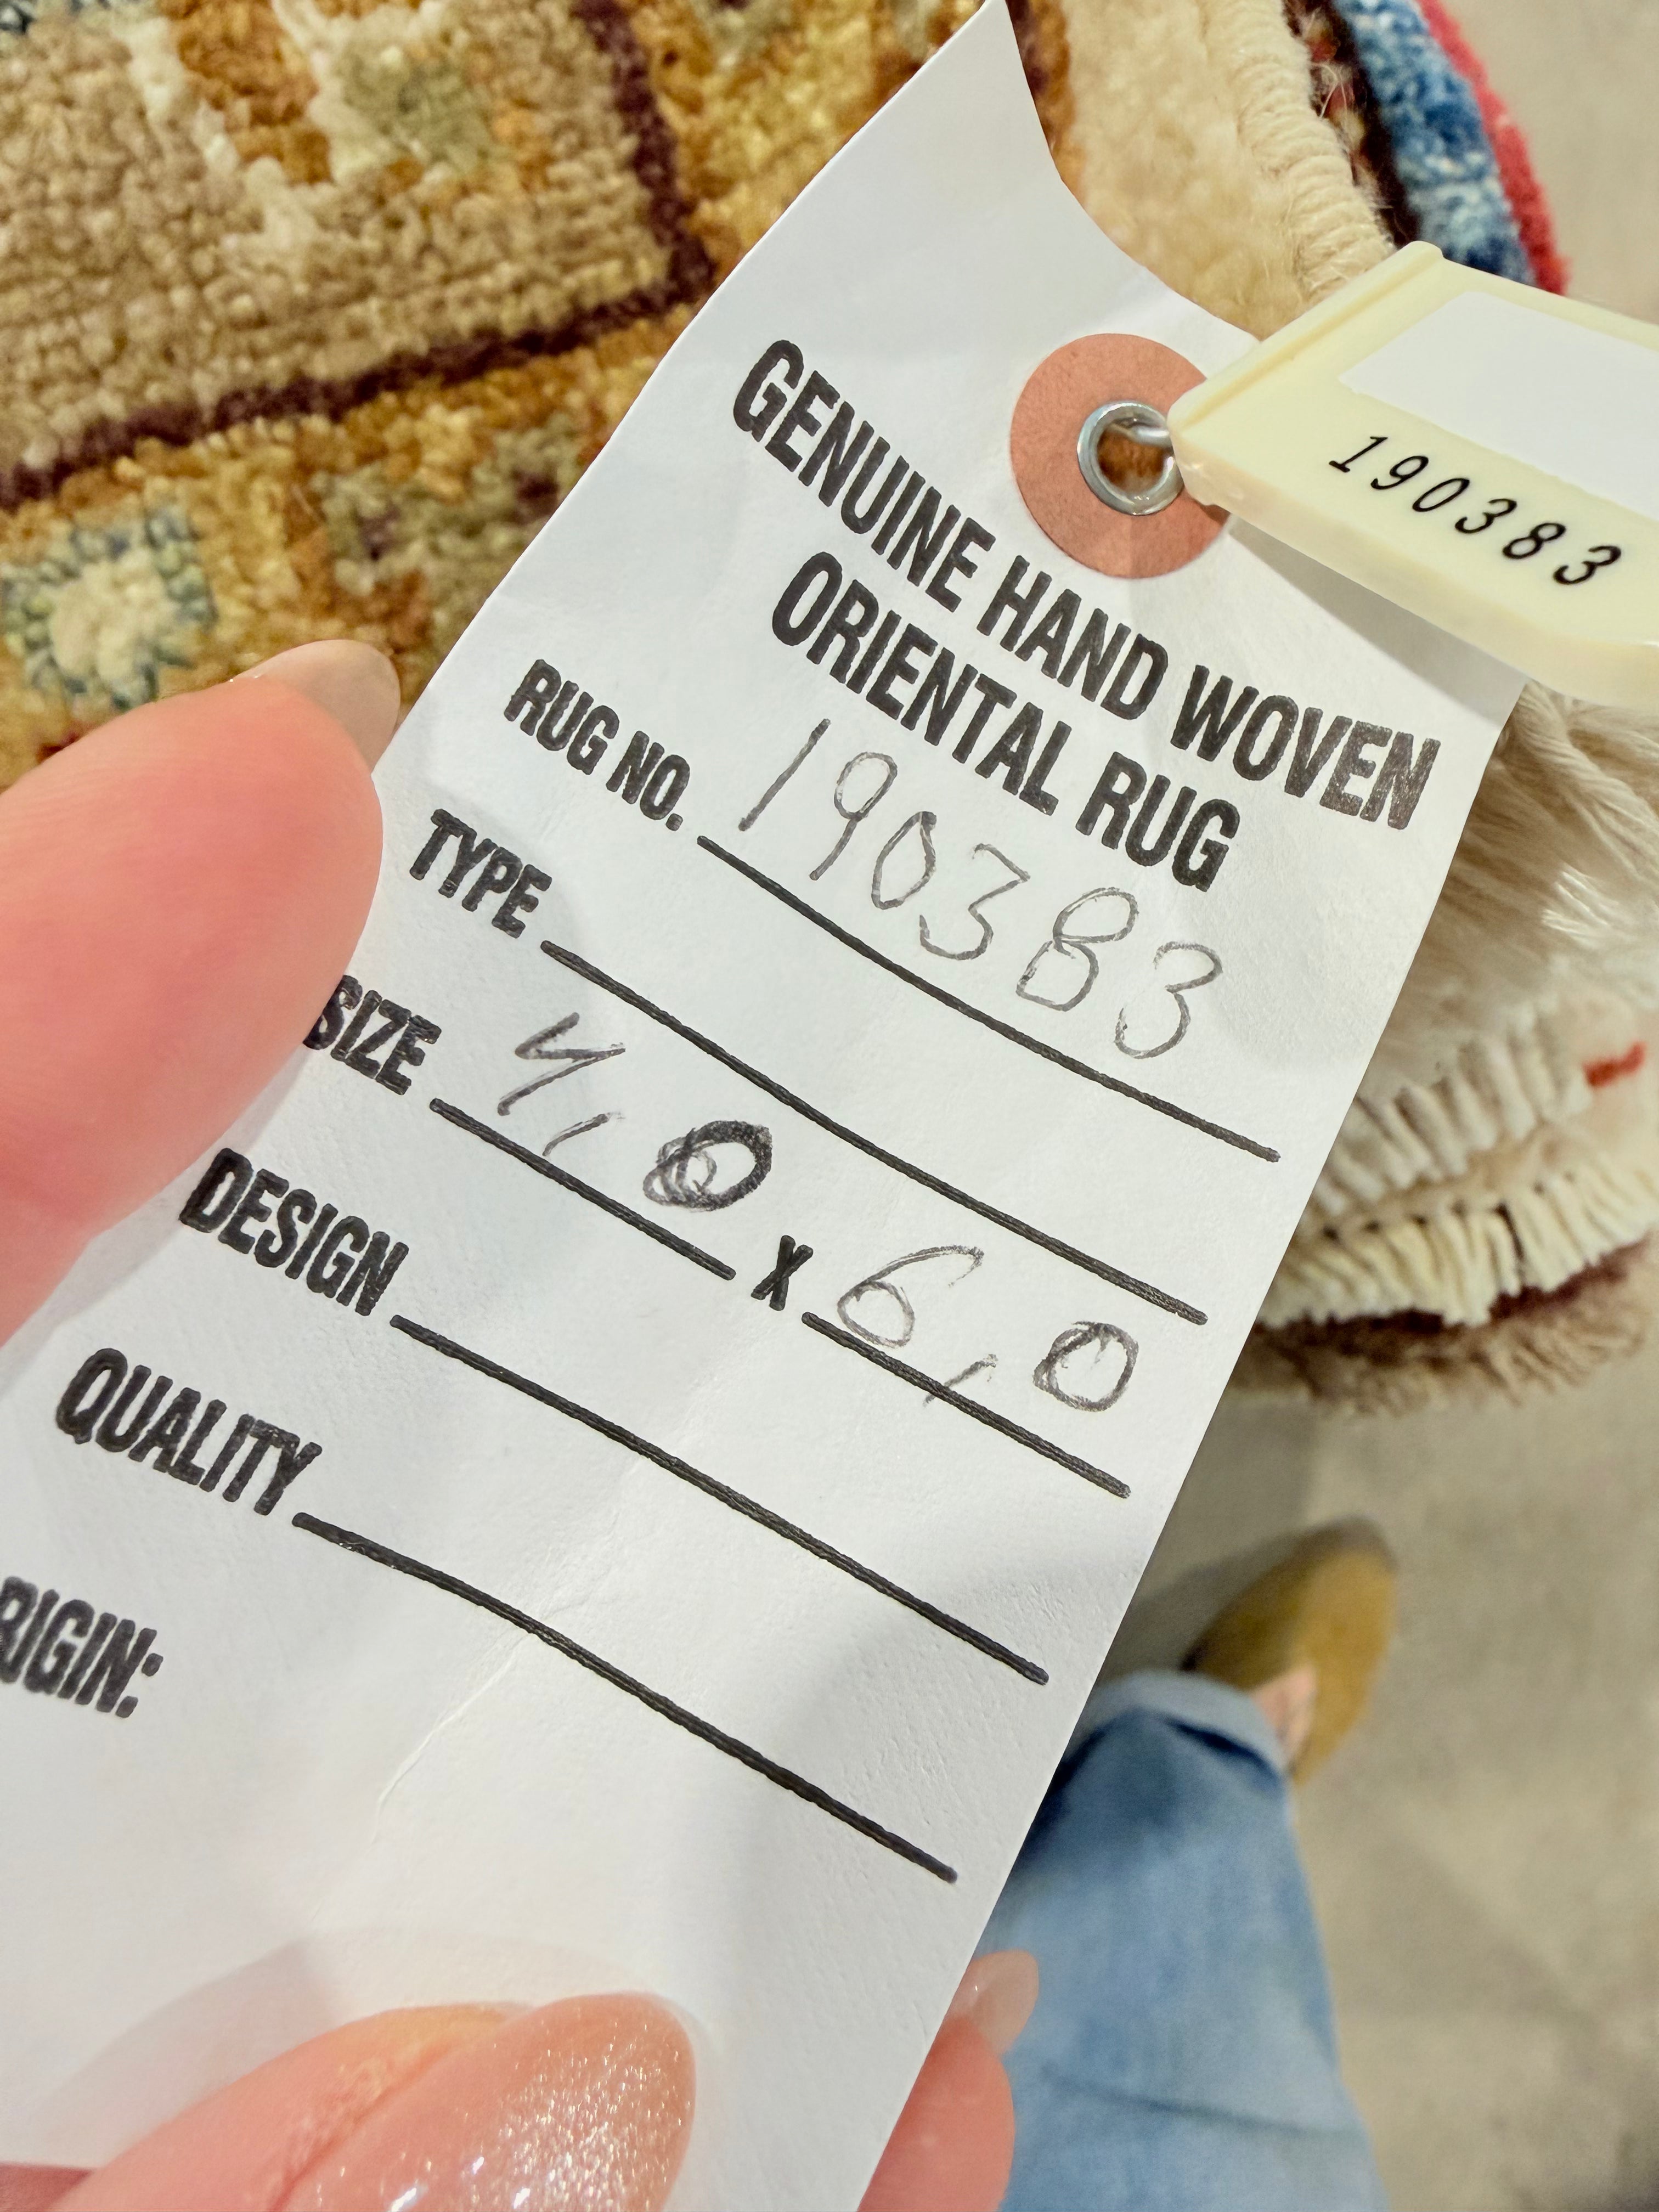 190383
GENUINE HAND WOVEN
ORIENTAL RUG
RUG NO. 190383
TYPE
SIZE 4,0 X 6,0
DESIGN
QUALITY
RIGIN: